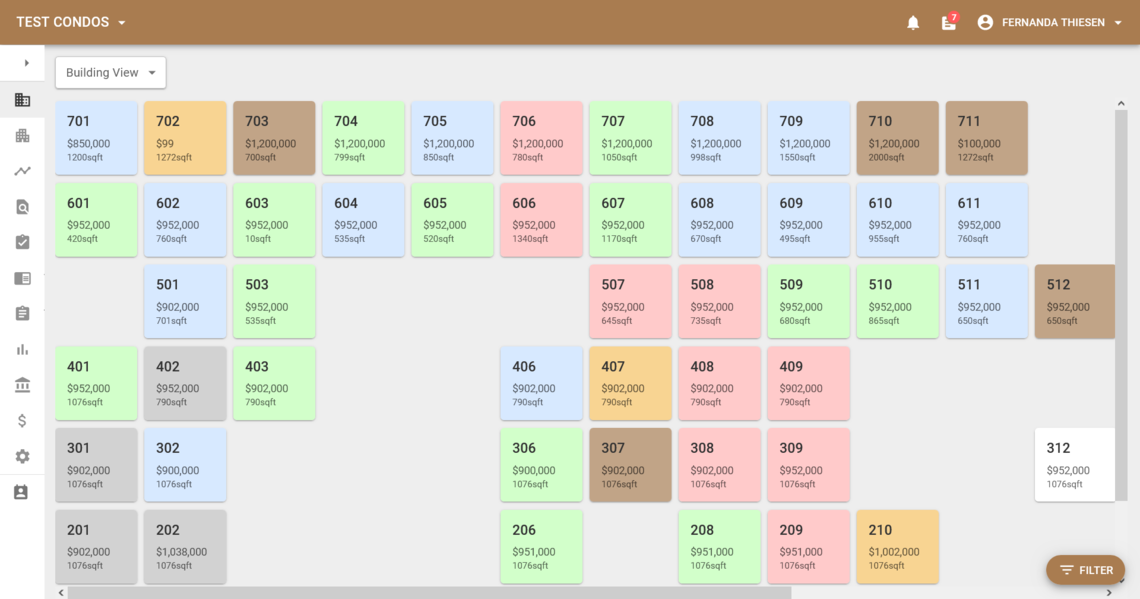 TEST CONDOS
7
FERNANDA THIESEN
Building View
701
$850,000
1200sqft
702
$99
1272sqft
703
$1,200,000
700sqft
704
$1,200,000
799sqft
705
$1,200,000
850sqft
706
$1,200,000
780sqft
707
$1,200,000
1050sqft
708
$1,200,000
998sqft
709
$1,200,000
1550sqft
710
$1,200,000
2000sqft
711
$100,000
1272sqft
601
$952,000
420sqft
602
$952,000
760sqft
603
$952,000
10sqft
604
$952,000
535sqft
605
$952,000
520sqft
606
$952,000
1340sqft
607
$952,000
1170sqft
608
$952,000
670sqft
609
$952,000
495sqft
610
$952,000
955sqft
611
$952,000
760sqft
501
$902,000
701sqft
503
$952,000
535sqft
507
$952,000
645sqft
508
$952,000
735sqft
509
$952,000
680sqft
510
$952,000
865sqft
511
$952,000
650sqft
512
$952,000
650sqft
401
$952,000
1076sqft
402
$952,000
790sqft
403
$902,000
790sqft
406
$902,000
790sqft
407
$902,000
790sqft
408
$902,000
790sqft
409
$902,000
790sqft
301
$902,000
1076sqft
302
$900,000
1076sqft
306
$900,000
1076sqft
307
$902,000
1076sqft
308
$902,000
1076sqft
309
$952,000
1076sqft
312
$952,000
1076sqft
201
$902,000
1076sqft
202
$1,038,000
1076sqft
206
$951,000
1076sqft
208
$951,000
1076sqft
209
$951,000
1076sqft
210
$1,002,000
1076sqft
FILTER